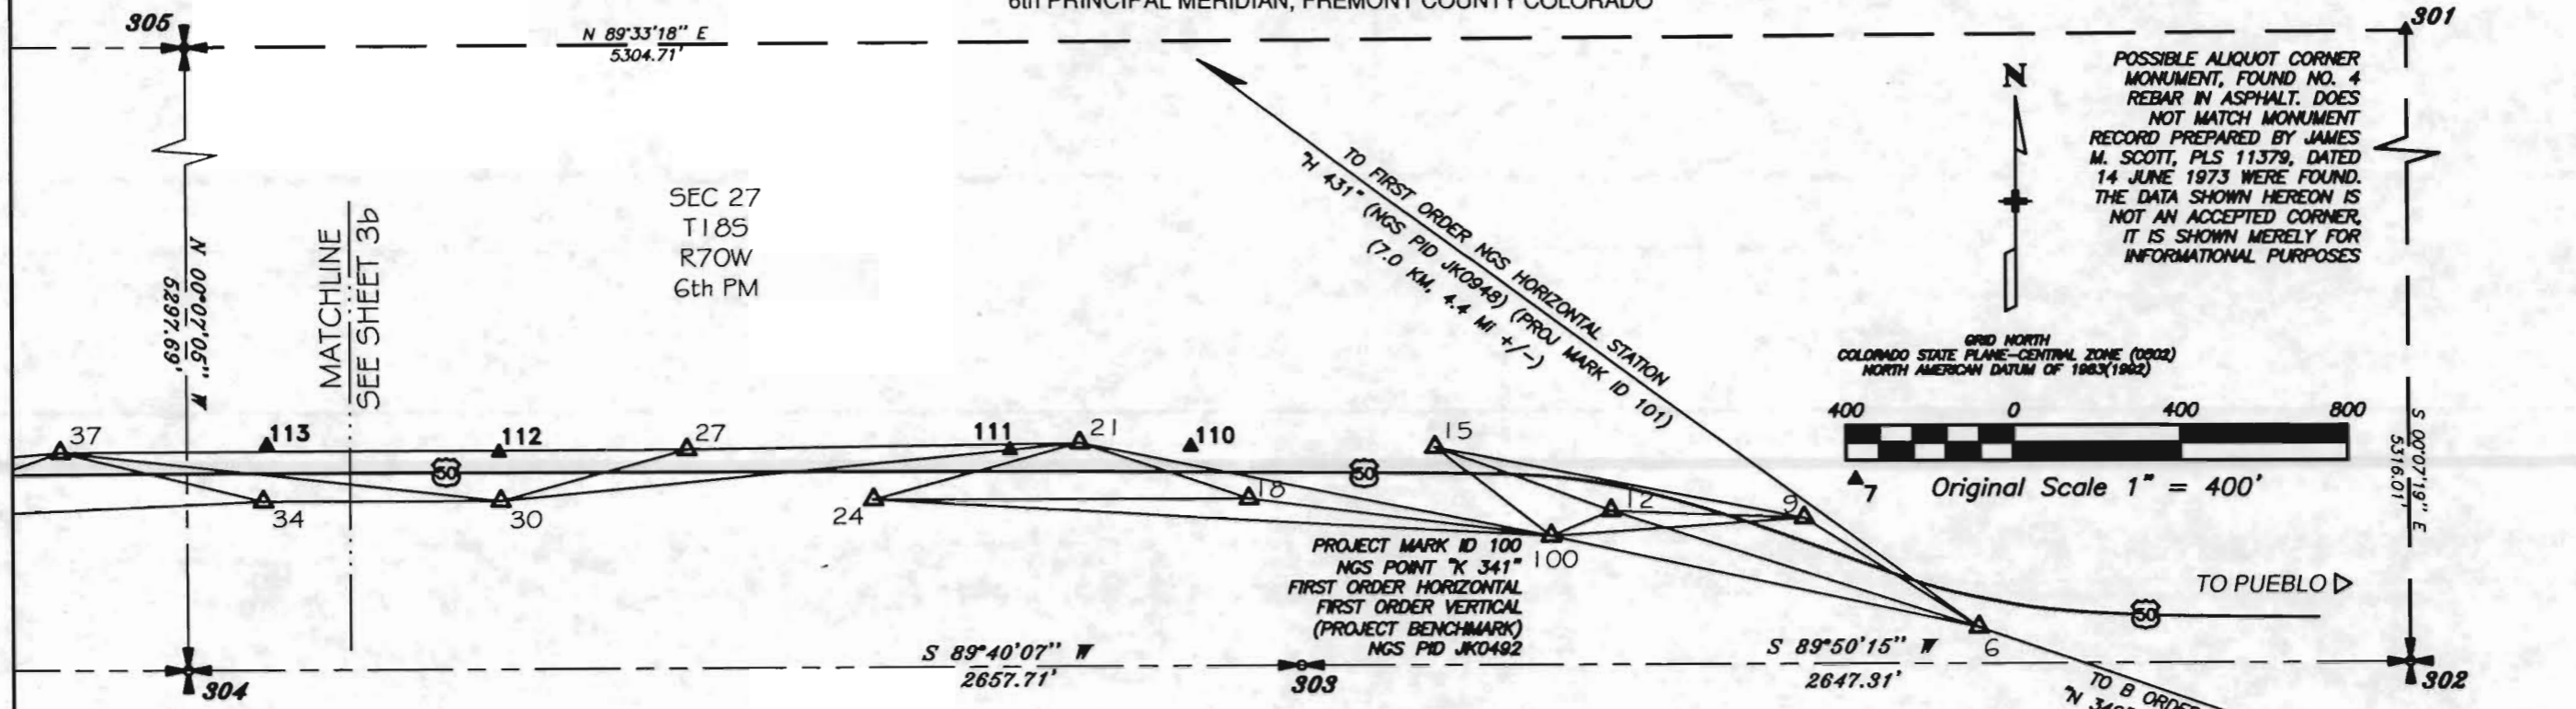 6th PRINCIPAL MERIDIAN, FREMONT COUNTY COLORADO
305
N 89°33'18" E
5304.71'
301
POSSIBLE ALIQUOT CORNER
MONUMENT, FOUND NO. 4
REBAR IN ASPHALT. DOES
NOT MATCH MONUMENT
RECORD PREPARED BY JAMES
M. SCOTT, PLS 11379, DATED
14 JUNE 1973 WERE FOUND.
THE DATA SHOWN HEREON IS
NOT AN ACCEPTED CORNER,
IT IS SHOWN MERELY FOR
INFORMATIONAL PURPOSES
N
SEC 27
T18S
R70W
6th PM
N 00°07'05" W
5297.69'
MATCHLINE
SEE SHEET 3b
TO FIRST ORDER NGS HORIZONTAL STATION
"H 431" (NGS PID JK0948) (PROJ MARK ID 101)
(7.0 KM, 4.4 MI +/-)
GRID NORTH
COLORADO STATE PLANE-CENTRAL ZONE (0502)
NORTH AMERICAN DATUM OF 1983(1992)
400 0 400 800
7
Original Scale 1" = 400'
S 00°07'19" E
5316.01'
37
113
112
27
111
21
110
15
50
50
34
30
24
18
12
9
100
PROJECT MARK ID 100
NGS POINT "K 341"
FIRST ORDER HORIZONTAL
FIRST ORDER VERTICAL
(PROJECT BENCHMARK)
NGS PID JK0492
TO PUEBLO
50
6
304
S 89°40'07" W
2657.71'
303
S 89°50'15" W
2647.31'
302
TO B ORDER